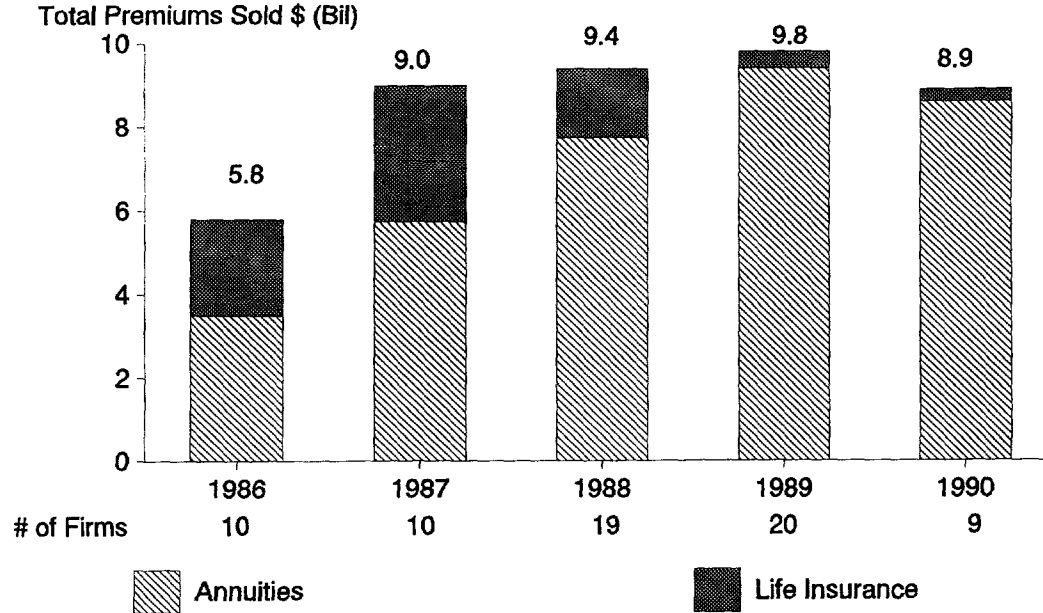 Total Premiums Sold $ (Bil)
10
8
6
4
2
0
5.8
9.0
9.4
9.8
8.9
1986 1987 1988 1989 1990
# of Firms 10 10 19 20 9
Annuities Life Insurance